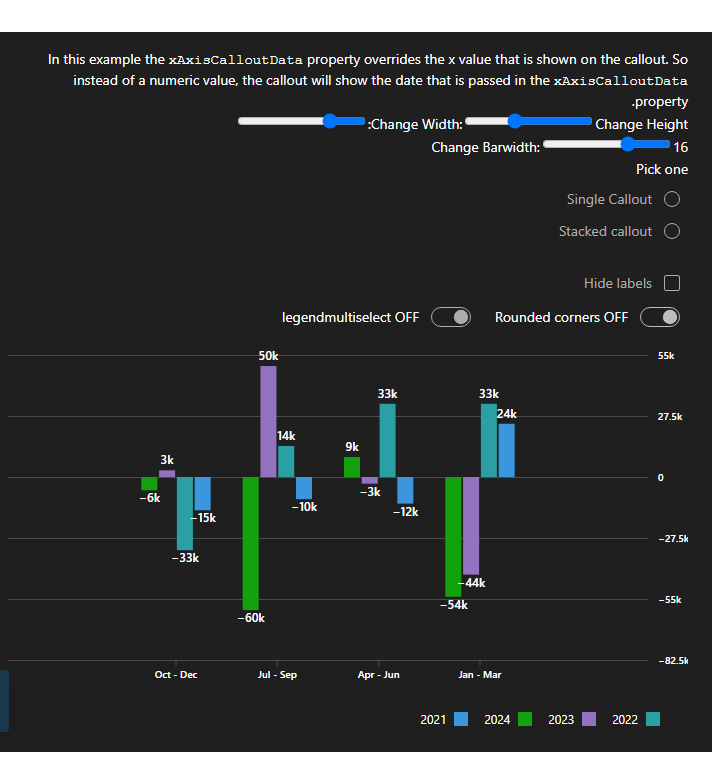 In this example the xAxisCalloutData property overrides the x value that is shown on the callout. So
instead of a numeric value, the callout will show the date that is passed in the xAxisCalloutData
.property
:Change Width: Change Height
Change Barwidth: 16
Pick one
Single Callout
Stacked callout
Hide labels
legendmultiselect OFF Rounded corners OFF
50k 55k
33k 33k
24k 27.5k
14k
9k
3k
0
−6k −3k
−15k −10k −12k
−27.5k
−33k
−44k
−54k −55k
−60k
−82.5k
Oct - Dec Jul - Sep Apr - Jun Jan - Mar
2021 2024 2023 2022